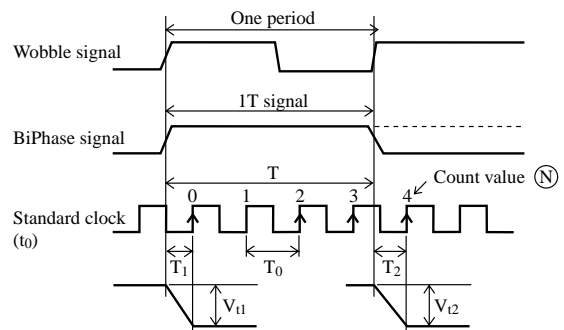 One period
Wobble signal
1T signal
BiPhase signal
T
Count value Ⓝ
0 1 2 3 4
Standard clock
(t0)
T1 T0 T2
Vt1 Vt2